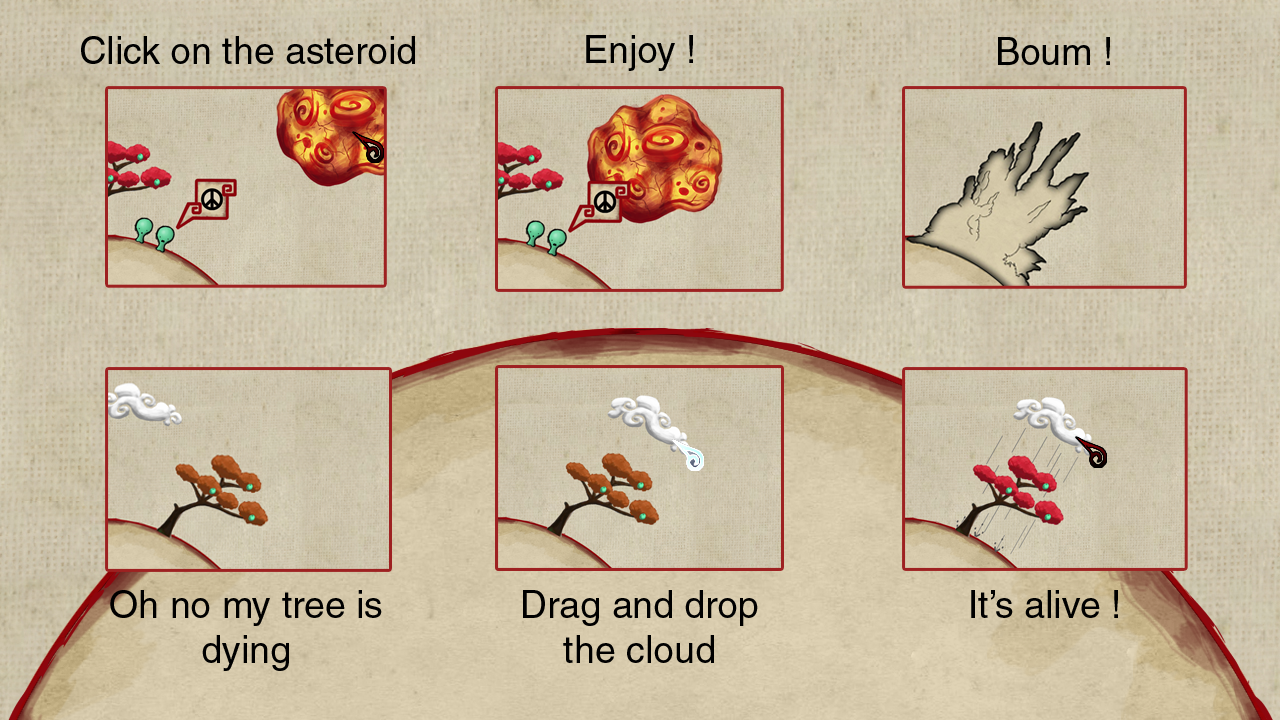 Click on the asteroid
Enjoy !
Boum !
Oh no my tree is
dying
Drag and drop
the cloud
It’s alive !